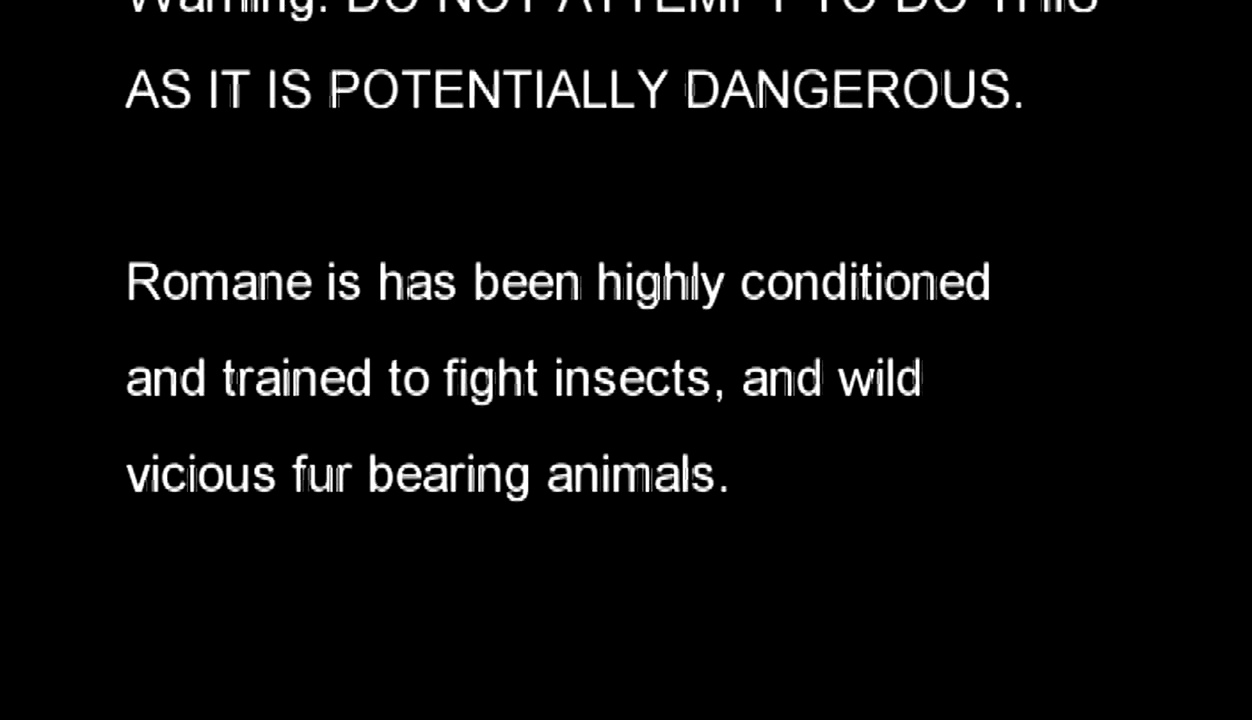 Warning: DO NOT ATTEMPT TO DO THIS
AS IT IS POTENTIALLY DANGEROUS.
Romane is has been highly conditioned
and trained to fight insects, and wild
vicious fur bearing animals.